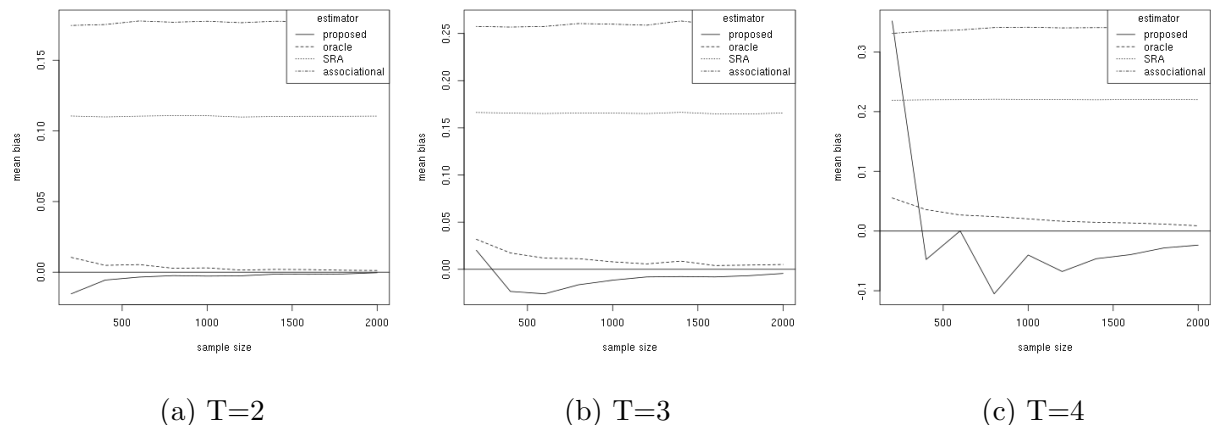 estimator
proposed
oracle
SRA
associational
mean bias
0.00
0.05
0.10
0.15
500
1000
1500
2000
sample size
(a) T=2
estimator
proposed
oracle
SRA
associational
mean bias
0.00
0.05
0.10
0.15
0.20
0.25
500
1000
1500
2000
sample size
(b) T=3
estimator
proposed
oracle
SRA
associational
mean bias
-0.1
0.0
0.1
0.2
0.3
500
1000
1500
2000
sample size
(c) T=4